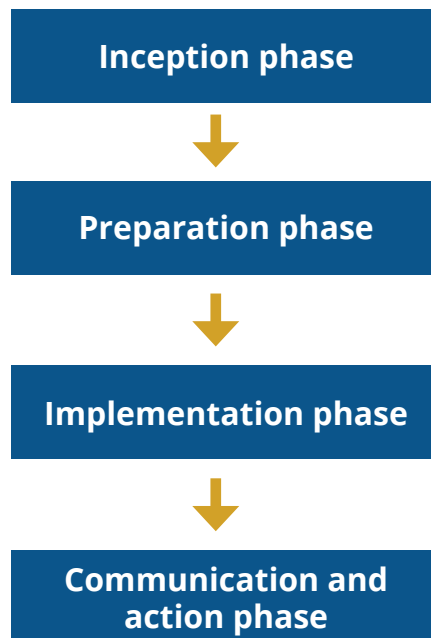 Inception phase
Preparation phase
Implementation phase
Communication and
action phase